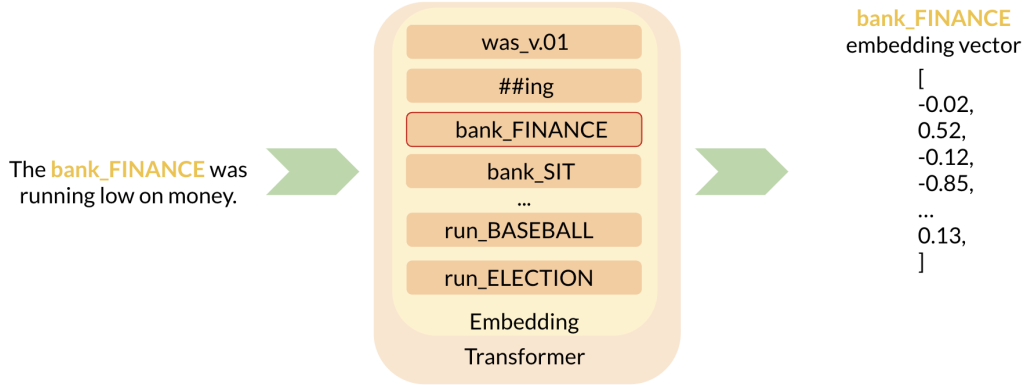 The bank_FINANCE was
running low on money.
was_v.01
##ing
bank_FINANCE
bank_SIT
...
run_BASEBALL
run_ELECTION
Embedding
Transformer
bank_FINANCE
embedding vector
[
-0.02,
0.52,
-0.12,
-0.85,
...
0.13,
]